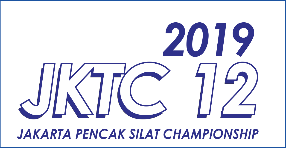 2019
JKTC 12
JAKARTA PENCAK SILAT CHAMPIONSHIP